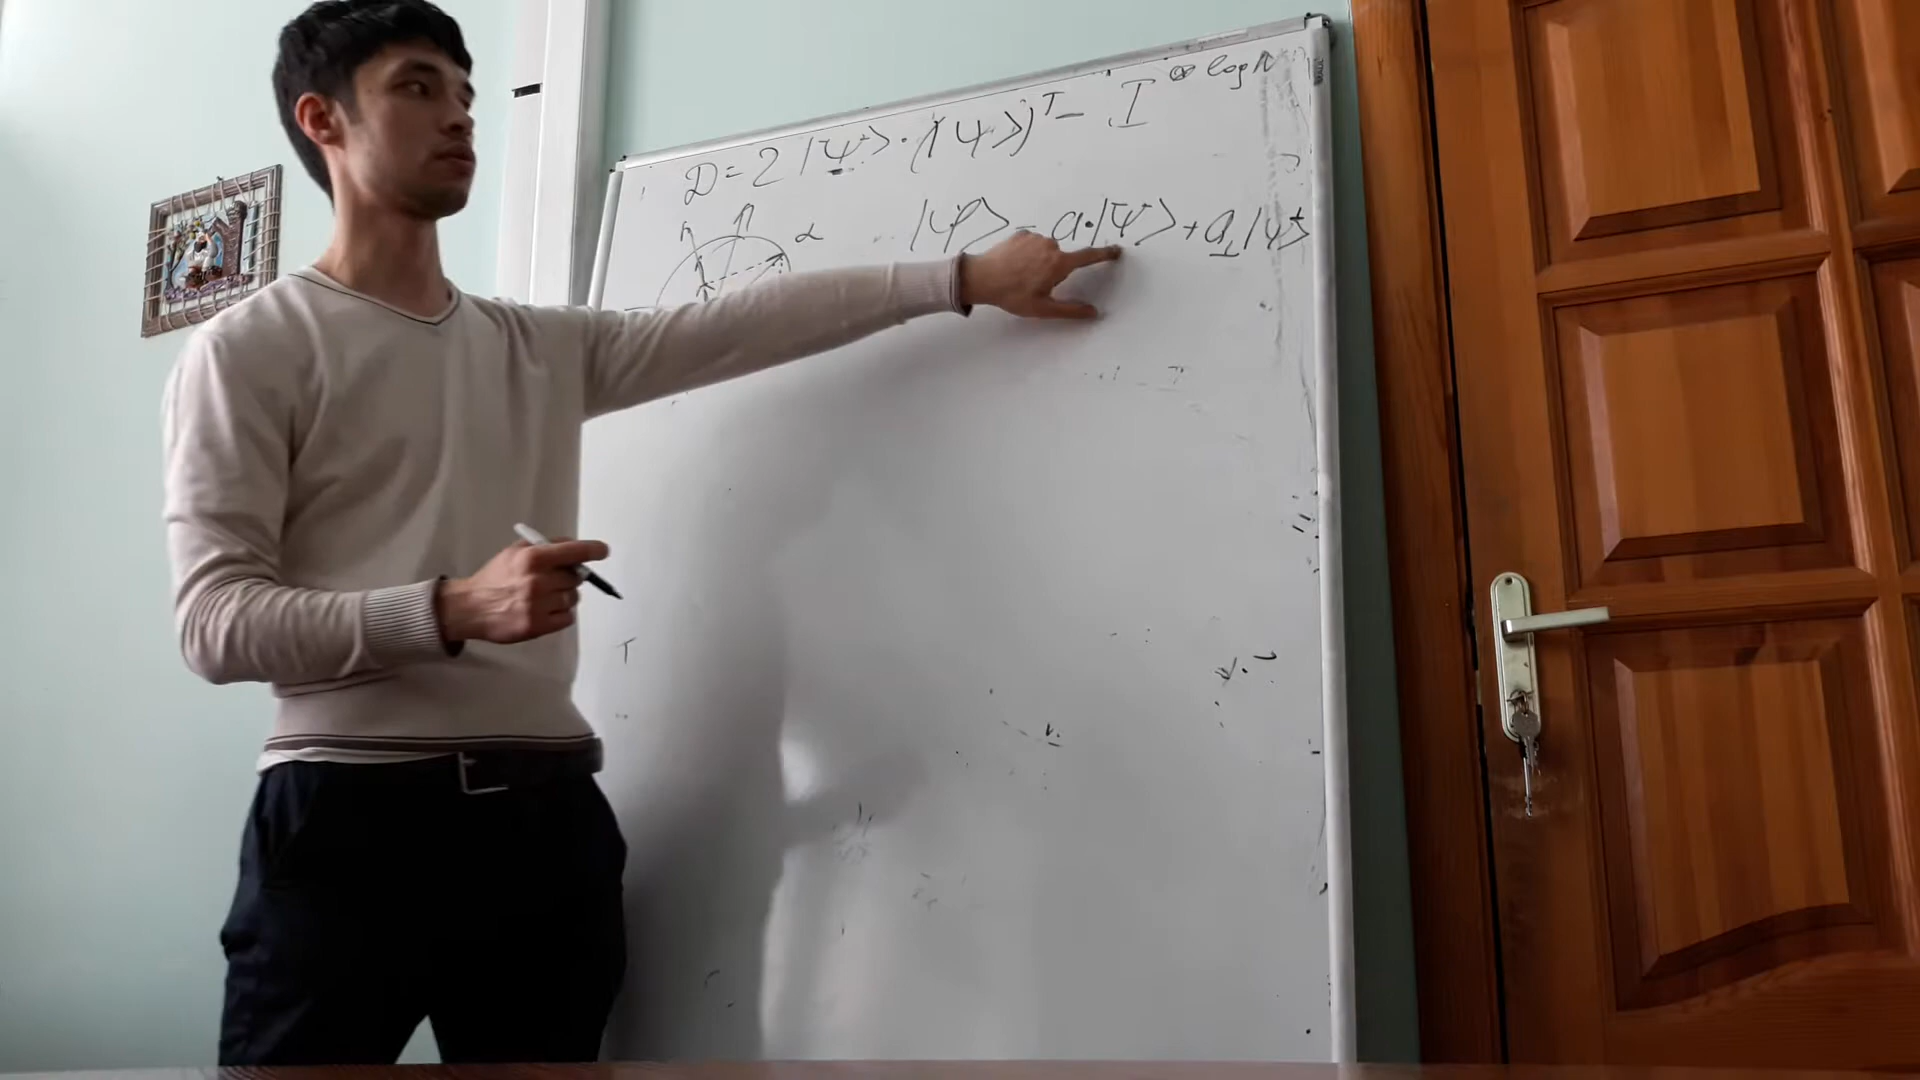 D = 2 |Ψ> · (|Ψ>)ᵀ - I^⊗ log n
α
|φ> = a·|Ψ> + a⊥|Ψ⊥>